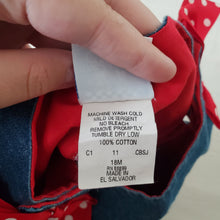 MACHINE WASH COLD
MILD DETERGENT
NO BLEACH
REMOVE PROMPTLY
TUMBLE DRY LOW
100% COTTON
C1 11 CBSJ
18M
RN
MADE IN
EL SALVADOR